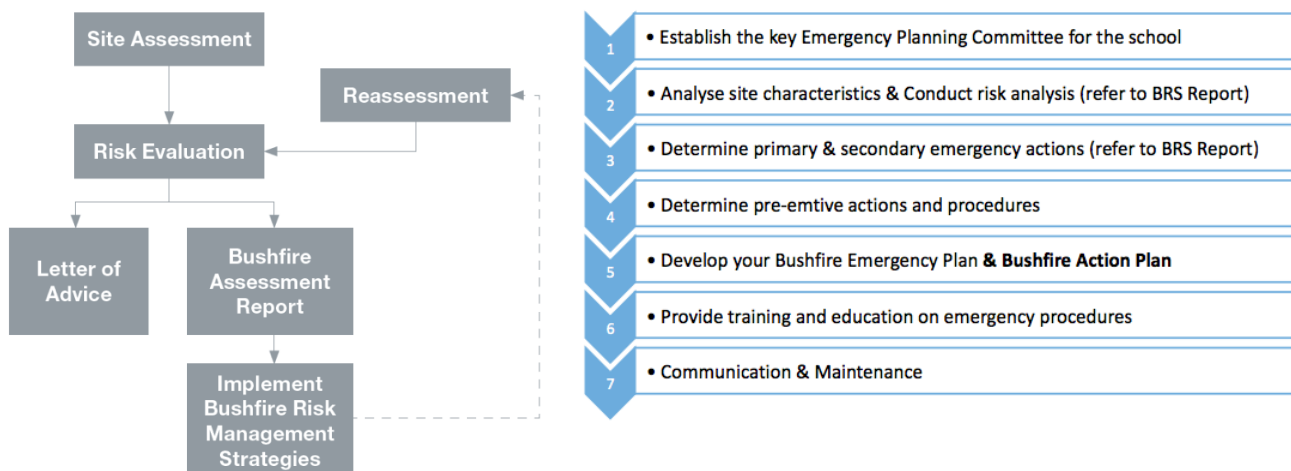 Site Assessment
Reassessment
Risk Evaluation
Letter of
Advice
Bushfire
Assessment
Report
Implement
Bushfire Risk
Management
Strategies
1
• Establish the key Emergency Planning Committee for the school
2
• Analyse site characteristics & Conduct risk analysis (refer to BRS Report)
3
• Determine primary & secondary emergency actions (refer to BRS Report)
4
• Determine pre-emtive actions and procedures
5
• Develop your Bushfire Emergency Plan & Bushfire Action Plan
6
• Provide training and education on emergency procedures
7
• Communication & Maintenance